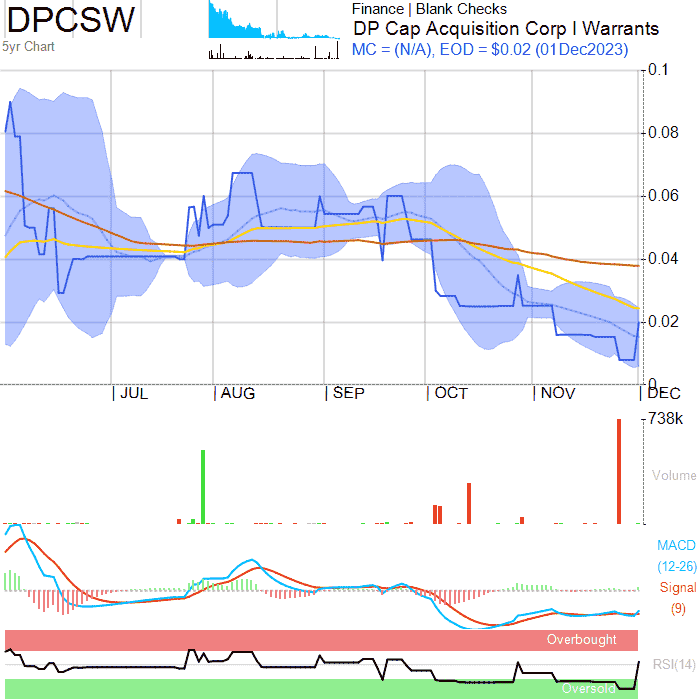 DPCSW
5yr Chart
Finance | Blank Checks
DP Cap Acquisition Corp I Warrants
MC = (N/A), EOD = $0.02 (01Dec2023)
0.1
0.08
0.06
0.04
0.02
0
JUL
AUG
SEP
OCT
NOV
DEC
738k
Volume
MACD
(12-26)
Signal
(9)
Overbought
RSI(14)
Oversold